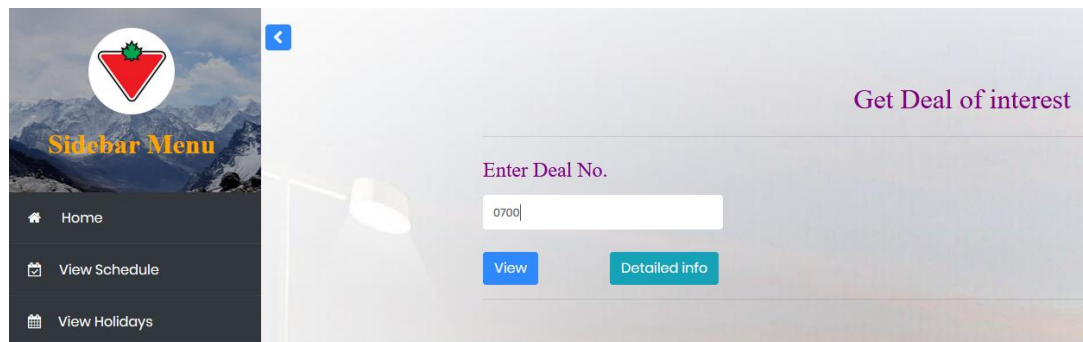 Sidebar Menu
Home
View Schedule
View Holidays
Get Deal of interest
Enter Deal No.
0700
View
Detailed info